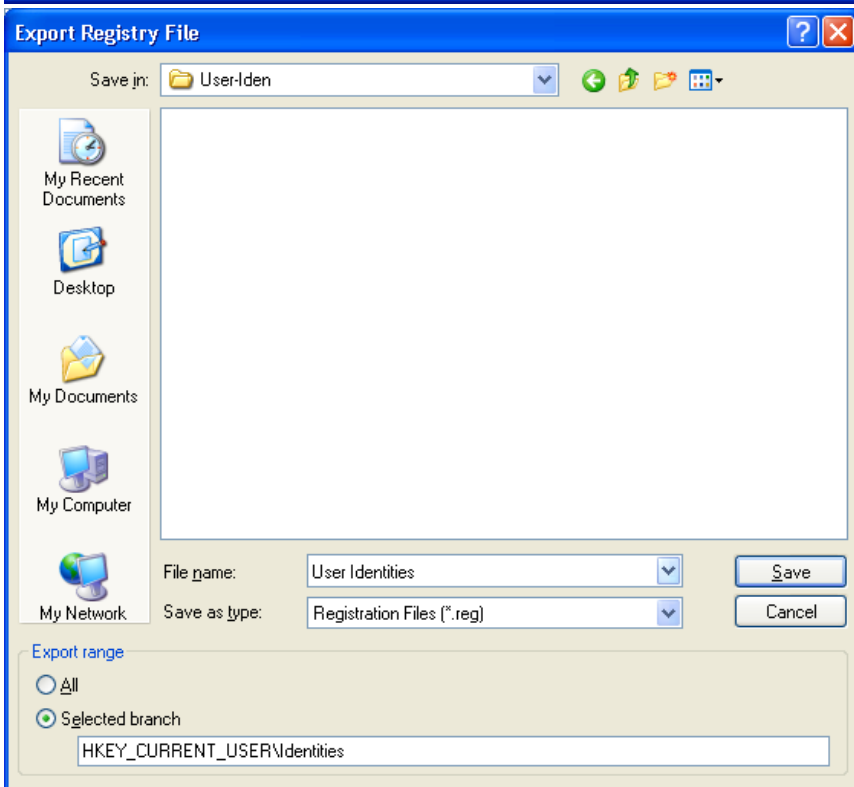 Export Registry File
Save in: User-Iden
My Recent
Documents
Desktop
My Documents
My Computer
My Network
File name: User Identities Save
Save as type: Registration Files (*.reg) Cancel
Export range
All
Selected branch
HKEY_CURRENT_USER\Identities